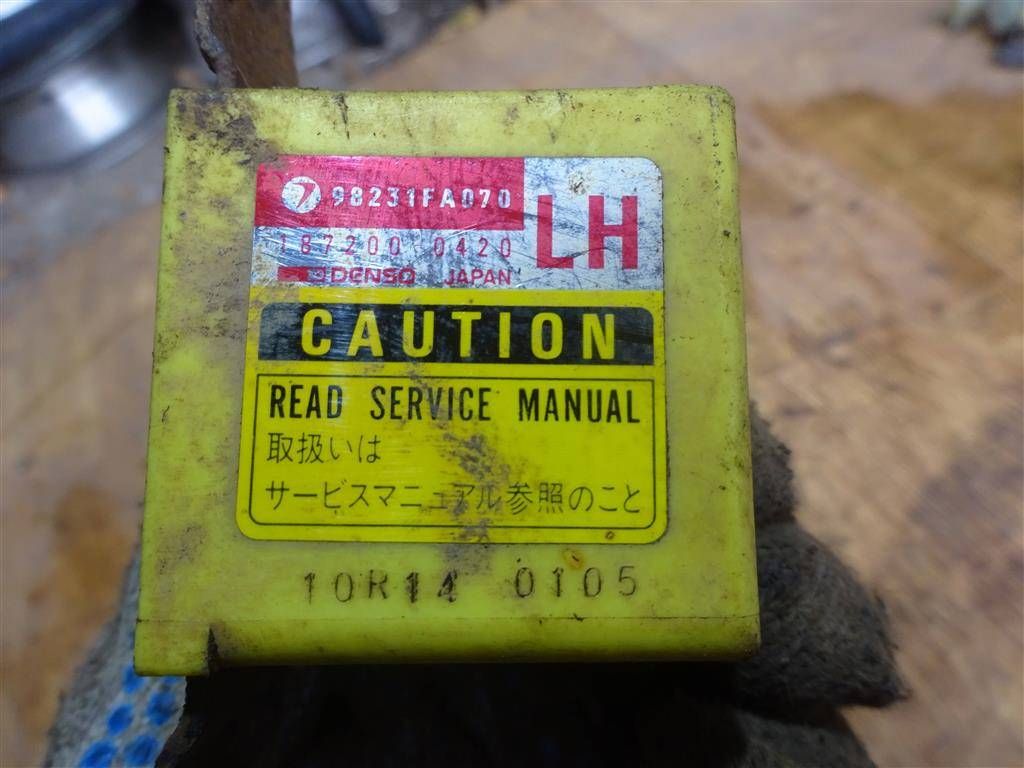 98231FA070
LH
187200 0420
DENSO JAPAN
CAUTION
READ SERVICE MANUAL
取扱いは
サービスマニュアル参照のこと
10R14 0105